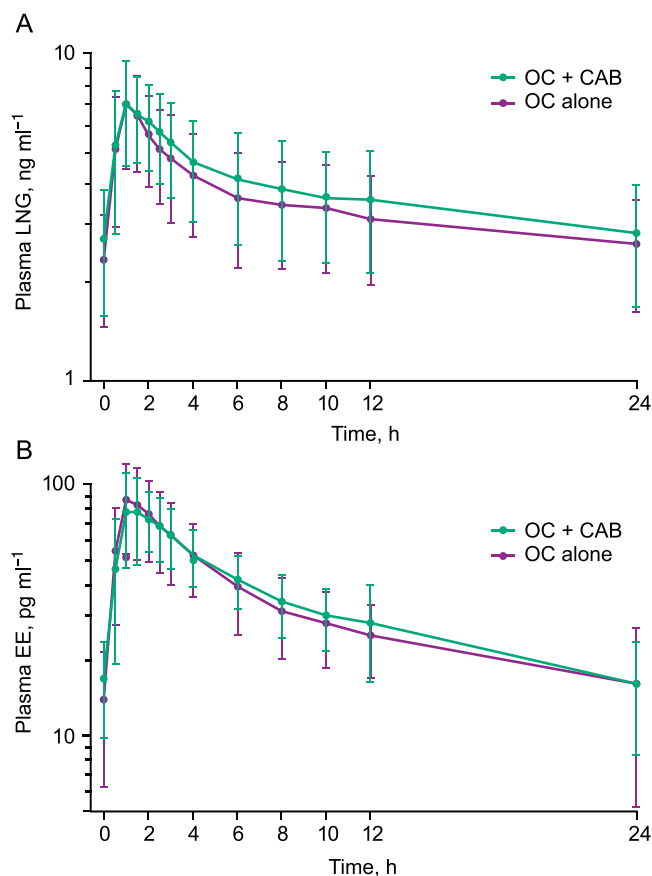 A
10
Plasma LNG, ng ml⁻¹
OC + CAB
OC alone
1
0 2 4 6 8 10 12 24
Time, h
B
100
Plasma EE, pg ml⁻¹
OC + CAB
OC alone
10
0 2 4 6 8 10 12 24
Time, h